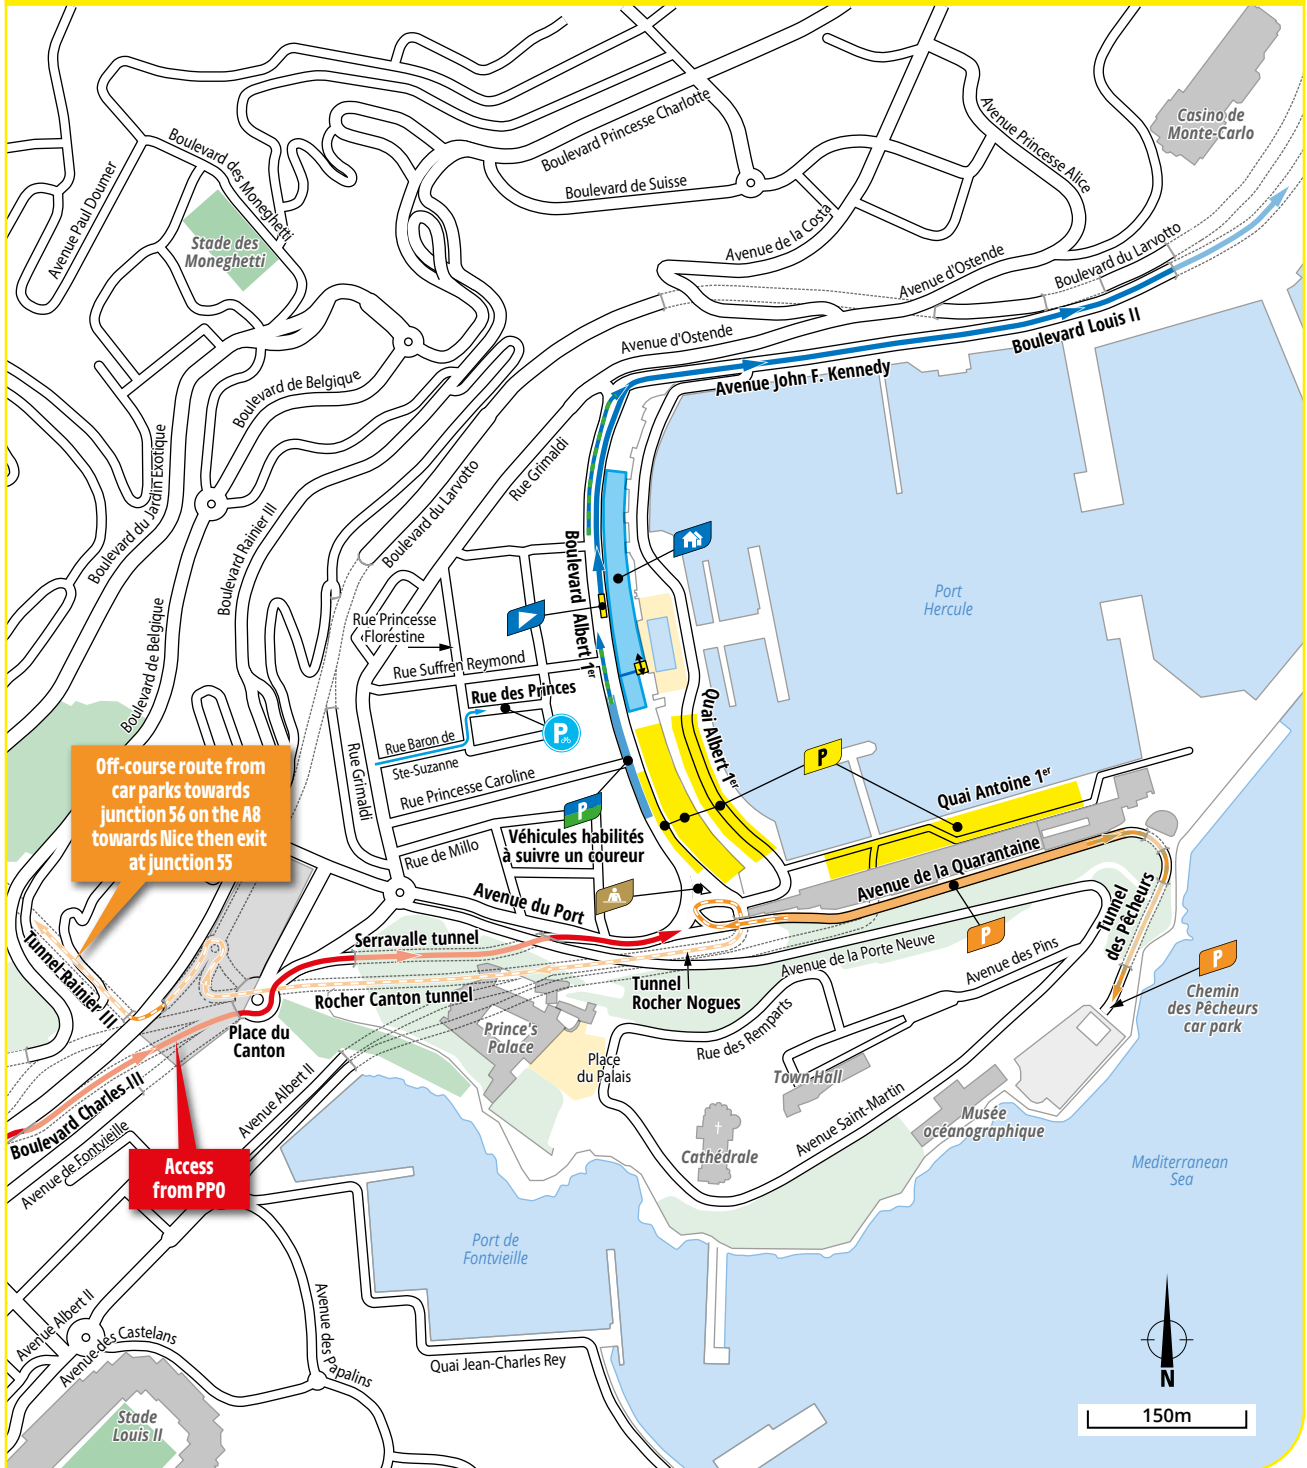 Casino de
Monte-Carlo
Boulevard Princesse Charlotte
Avenue Princesse Alice
Boulevard des Moneghetti
Avenue Paul Doumer
Boulevard de Suisse
Stade des
Moneghetti
Avenue de la Costa
Avenue d'Ostende
Boulevard du Larvotto
Boulevard Louis II
Avenue d'Ostende
Avenue John F. Kennedy
Boulevard de Belgique
Boulevard du Jardin Exotique
Rue Grimaldi
Boulevard du Larvotto
Boulevard Rainier III
Boulevard Albert 1er
Port
Hercule
Rue Princesse
Florestine
Boulevard de Belgique
Rue Suffren Reymond
Rue des Princes
Quai Albert 1er
P
Rue Baron de
Ste-Suzanne
Rue Grimaldi
Rue Princesse Caroline
P
Quai Antoine 1er
Off-course route from
car parks towards
junction 56 on the A8
towards Nice then exit
at junction 55
P
Véhicules habilités
à suivre un coureur
Rue de Millo
Avenue de la Quarantaine
Avenue du Port
Tunnel
des Pêcheurs
Serravalle tunnel
P
Avenue de la Porte Neuve
Avenue des Pins
P
Tunnel Rainier III
Rocher Canton tunnel
Tunnel
Rocher Nogues
Chemin
des Pêcheurs
car park
Place du
Canton
Prince's
Palace
Rue des Remparts
Place
du Palais
Town Hall
Boulevard Charles III
Avenue Albert II
Avenue de Fontvieille
Avenue Saint-Martin
Musée
océanographique
Cathédrale
Access
from PPO
Mediterranean
Sea
Port de
Fontvieille
Avenue Albert II
Avenue des Castelans
Avenue des Papalins
Quai Jean-Charles Rey
N
150m
Stade
Louis II